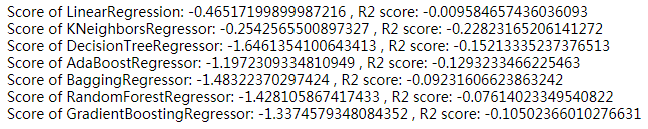 Score of LinearRegression: -0.46517199899987216 , R2 score: -0.009584657436036093
Score of KNeighborsRegressor: -0.2542565500897327 , R2 score: -0.22823165206141272
Score of DecisionTreeRegressor: -1.6461354100643413 , R2 score: -0.15213335237376513
Score of AdaBoostRegressor: -1.1972309334810949 , R2 score: -0.1293233466225463
Score of BaggingRegressor: -1.48322370297424 , R2 score: -0.09231606623863242
Score of RandomForestRegressor: -1.428105867417433 , R2 score: -0.07614023349540822
Score of GradientBoostingRegressor: -1.3374579348084352 , R2 score: -0.10502366010276631